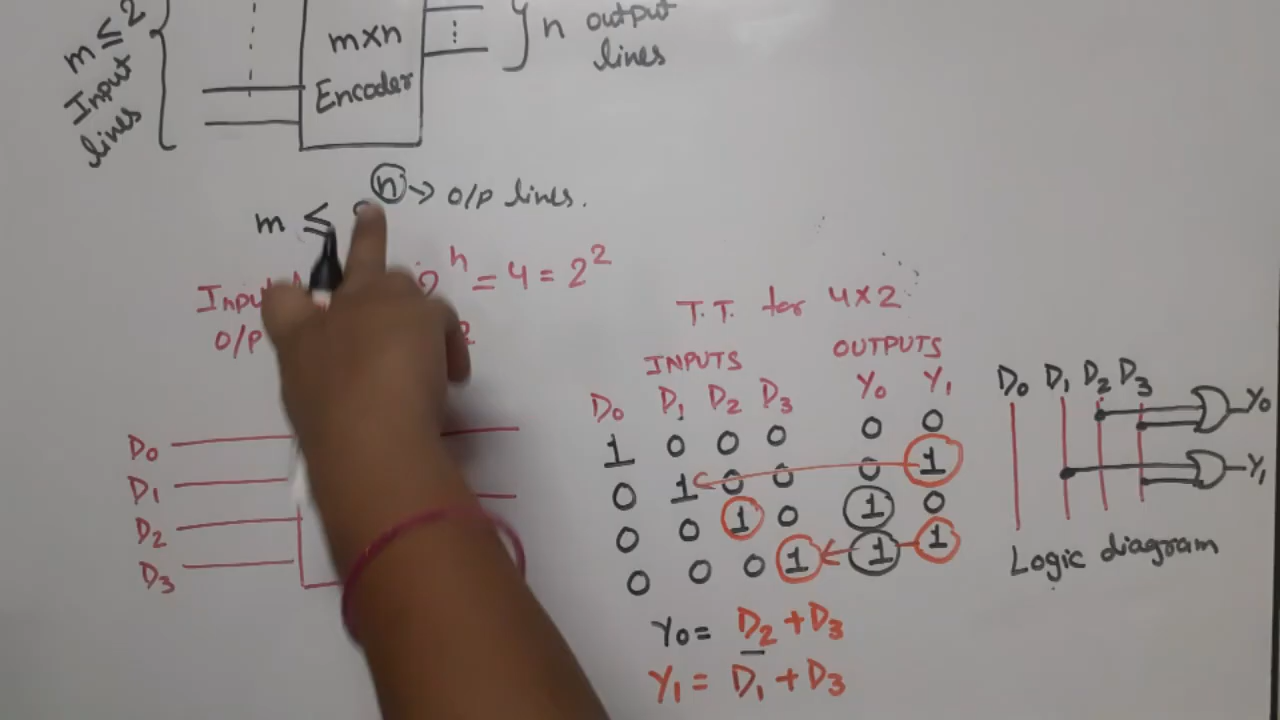 m ≤ 2
Input
lines
m×n
Encoder
n output
lines
m ≤
n → O/P lines.
2ⁿ = 4 = 2²
O/P
T.T. for 4×2
INPUTS OUTPUTS
D₀ D₁ D₂ D₃ Y₀ Y₁
1 0 0 0 0 0
0 1 0 0 0 1
0 0 1 0 1 0
0 0 0 1 1 1
Y₀ = D₂ + D₃
Y₁ = D₁ + D₃
D₀
D₁
D₂
D₃
D₀ D₁ D₂ D₃
Y₀
Y₁
Logic diagram